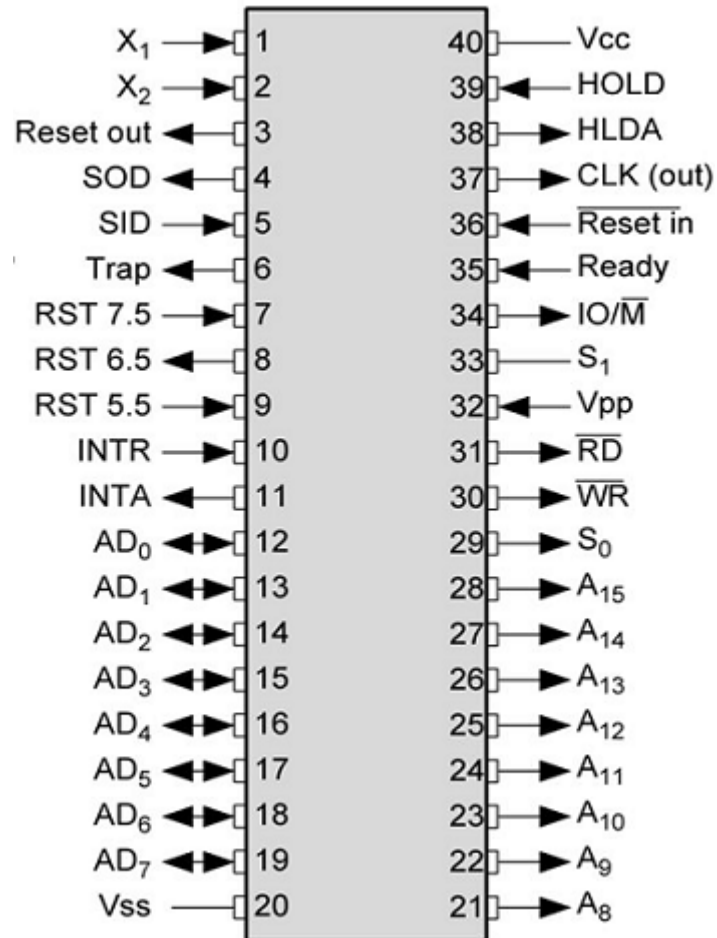 X₁ 1 40 Vcc
X₂ 2 39 HOLD
Reset out 3 38 HLDA
SOD 4 37 CLK (out)
SID 5 36 R̅e̅s̅e̅t̅ ̅i̅n̅
Trap 6 35 Ready
RST 7.5 7 34 IO/M̅
RST 6.5 8 33 S₁
RST 5.5 9 32 Vpp
INTR 10 31 R̅D̅
INTA 11 30 W̅R̅
AD₀ 12 29 S₀
AD₁ 13 28 A₁₅
AD₂ 14 27 A₁₄
AD₃ 15 26 A₁₃
AD₄ 16 25 A₁₂
AD₅ 17 24 A₁₁
AD₆ 18 23 A₁₀
AD₇ 19 22 A₉
Vss 20 21 A₈